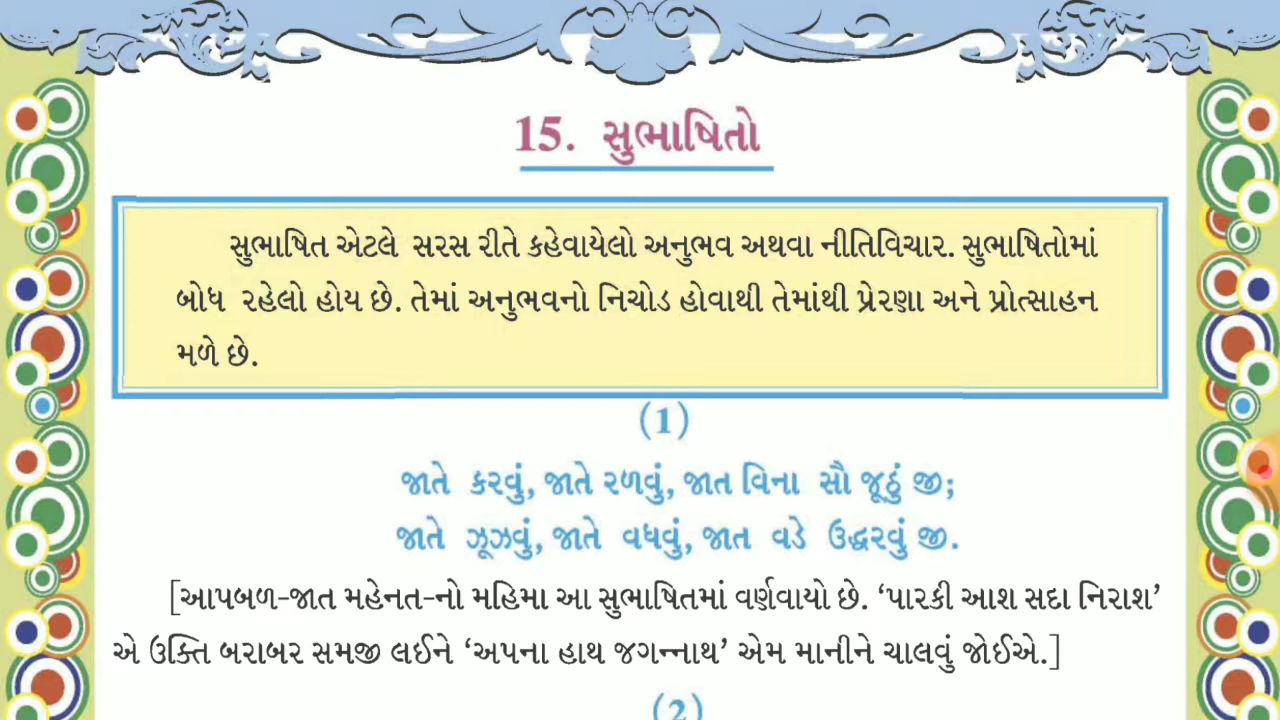 15. સુભાષિતો
સુભાષિત એટલે સરસ રીતે કહેવાયેલો અનુભવ અથવા નીતિવિચાર. સુભાષિતોમાં
બોધ રહેલો હોય છે. તેમાં અનુભવનો નિચોડ હોવાથી તેમાંથી પ્રેરણા અને પ્રોત્સાહન
મળે છે.
(1)
જાતે કરવું, જાતે રળવું, જાત વિના સૌ જૂઠું જી;
જાતે ઝૂઝવું, જાતે વધવું, જાત વડે ઉદ્ધરવું જી.
[આપબળ-જાત મહેનત-નો મહિમા આ સુભાષિતમાં વર્ણવાયો છે. ‘પારકી આશ સદા નિરાશ’
એ ઉક્તિ બરાબર સમજી લઈને ‘અપના હાથ જગન્નાથ’ એમ માનીને ચાલવું જોઈએ.]
(2)